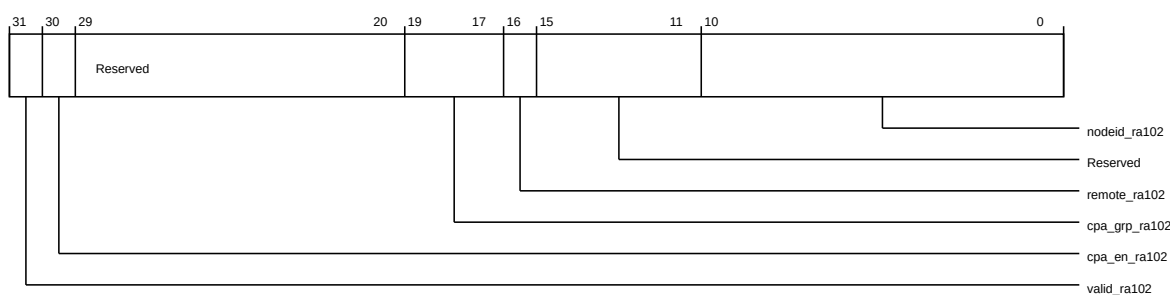 31 30 29 20 19 17 16 15 11 10 0
Reserved
nodeid_ra102
Reserved
remote_ra102
cpa_grp_ra102
cpa_en_ra102
valid_ra102